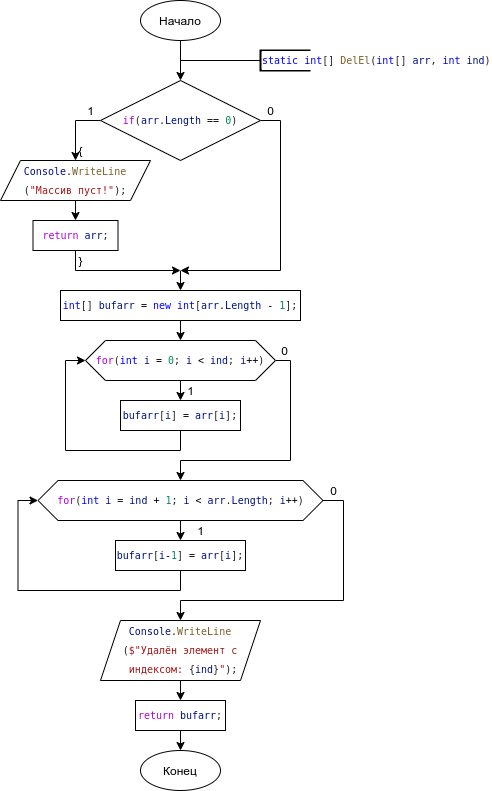 Начало
static int[] DelEl(int[] arr, int ind)
1
0
if(arr.Length == 0)
{
Console.WriteLine
("Массив пуст!");
return arr;
}
int[] bufarr = new int[arr.Length - 1];
0
for(int i = 0; i < ind; i++)
1
bufarr[i] = arr[i];
0
for(int i = ind + 1; i < arr.Length; i++)
1
bufarr[i-1] = arr[i];
Console.WriteLine
($"Удалён элемент с
индексом: {ind}");
return bufarr;
Конец